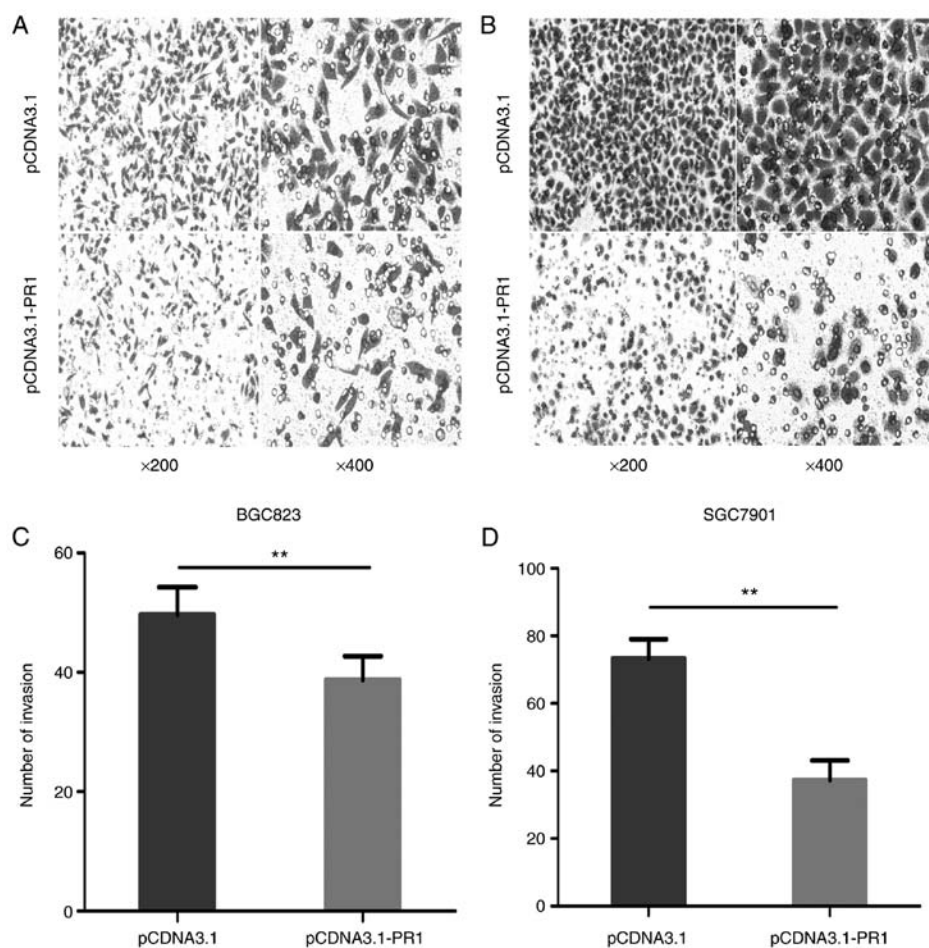 A
B
pCDNA3.1
pCDNA3.1
pCDNA3.1-PR1
pCDNA3.1-PR1
×200
×400
×200
×400
BGC823
SGC7901
C
D
60
40
20
0
Number of invasion
**
pCDNA3.1
pCDNA3.1-PR1
100
80
60
40
20
0
Number of invasion
**
pCDNA3.1
pCDNA3.1-PR1